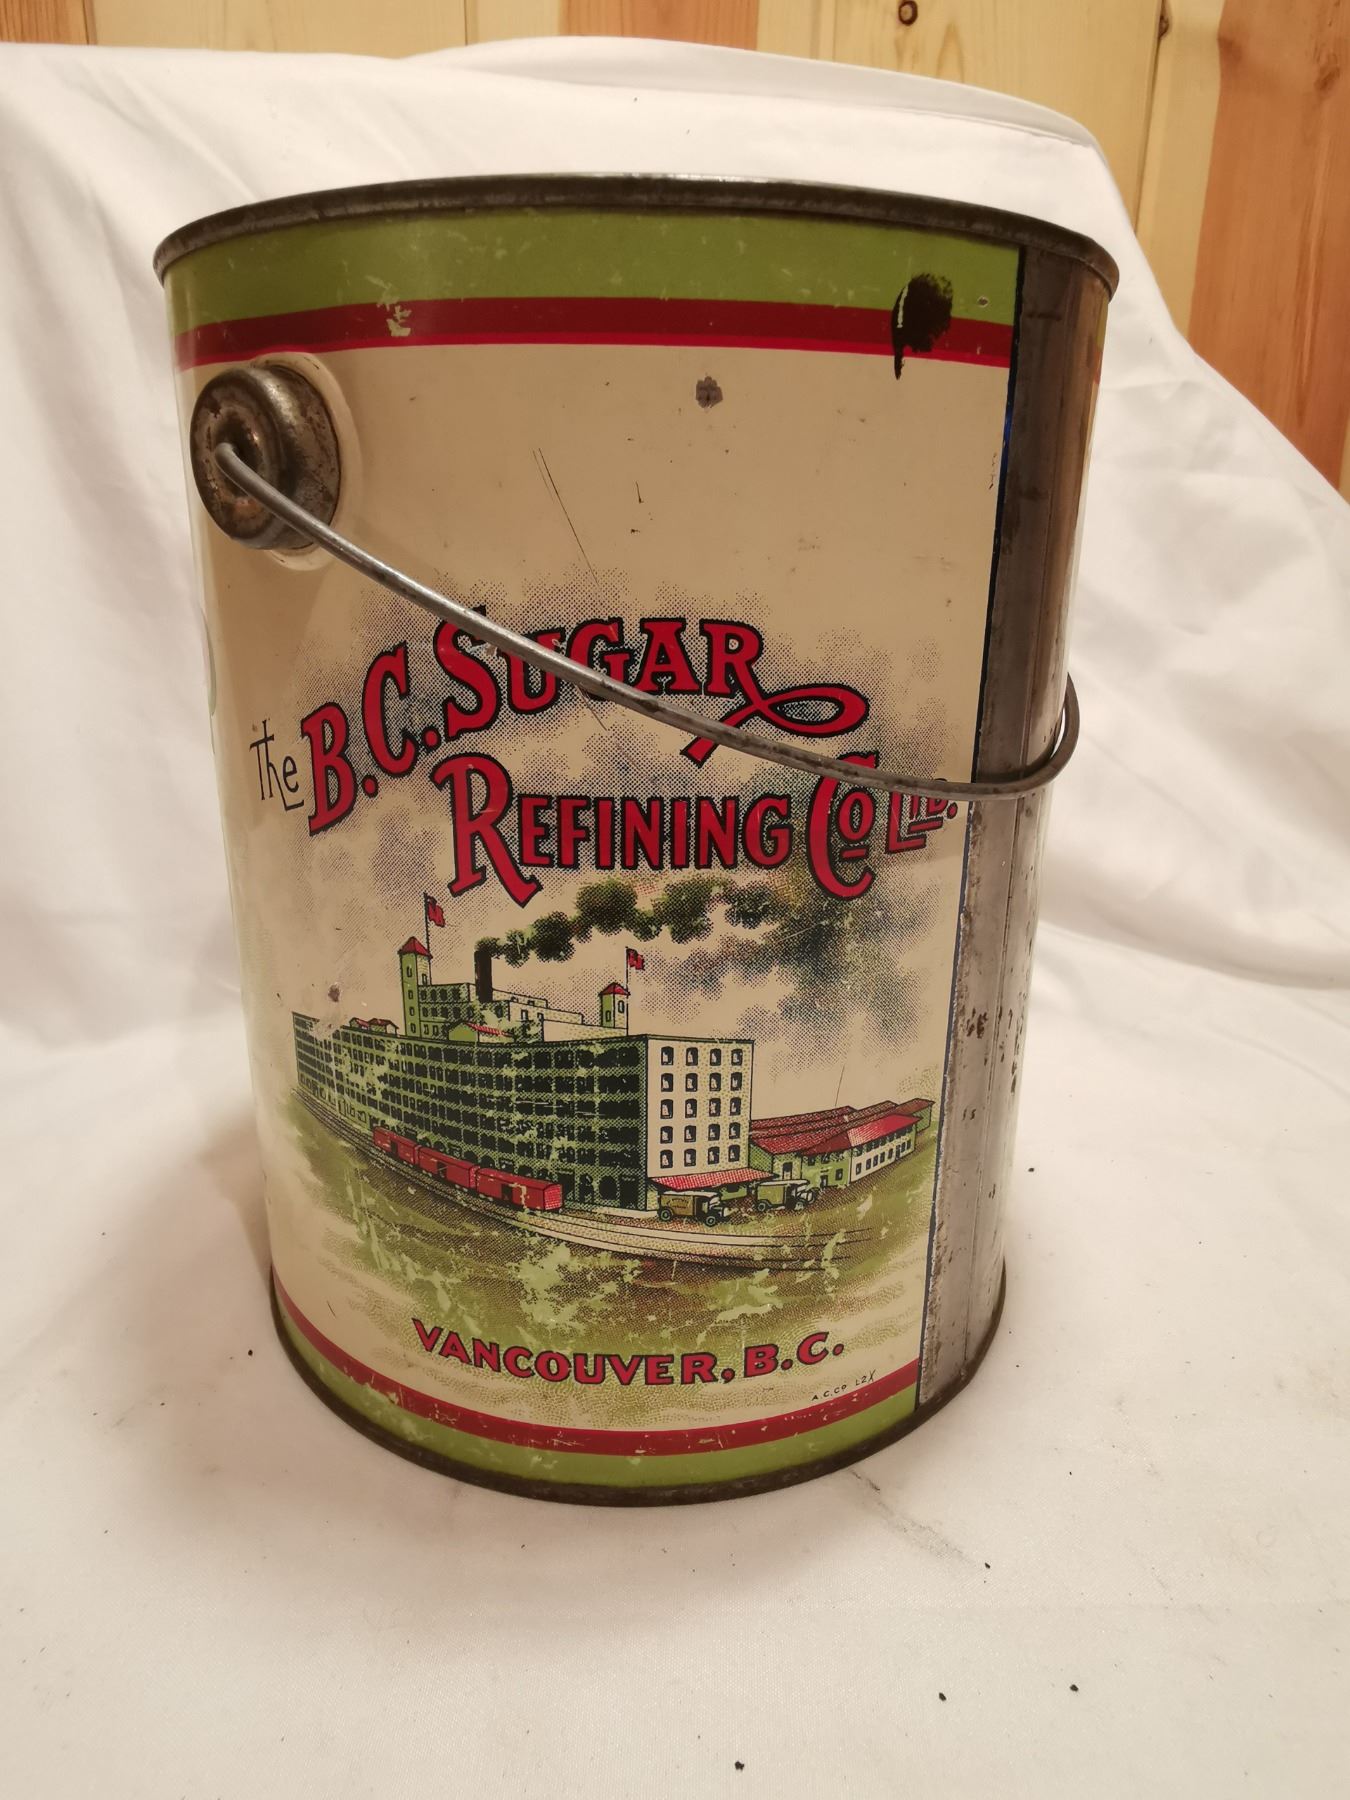 The B.C. SUGAR
REFINING Co LTD.
VANCOUVER, B.C.
A.C.Co L2X